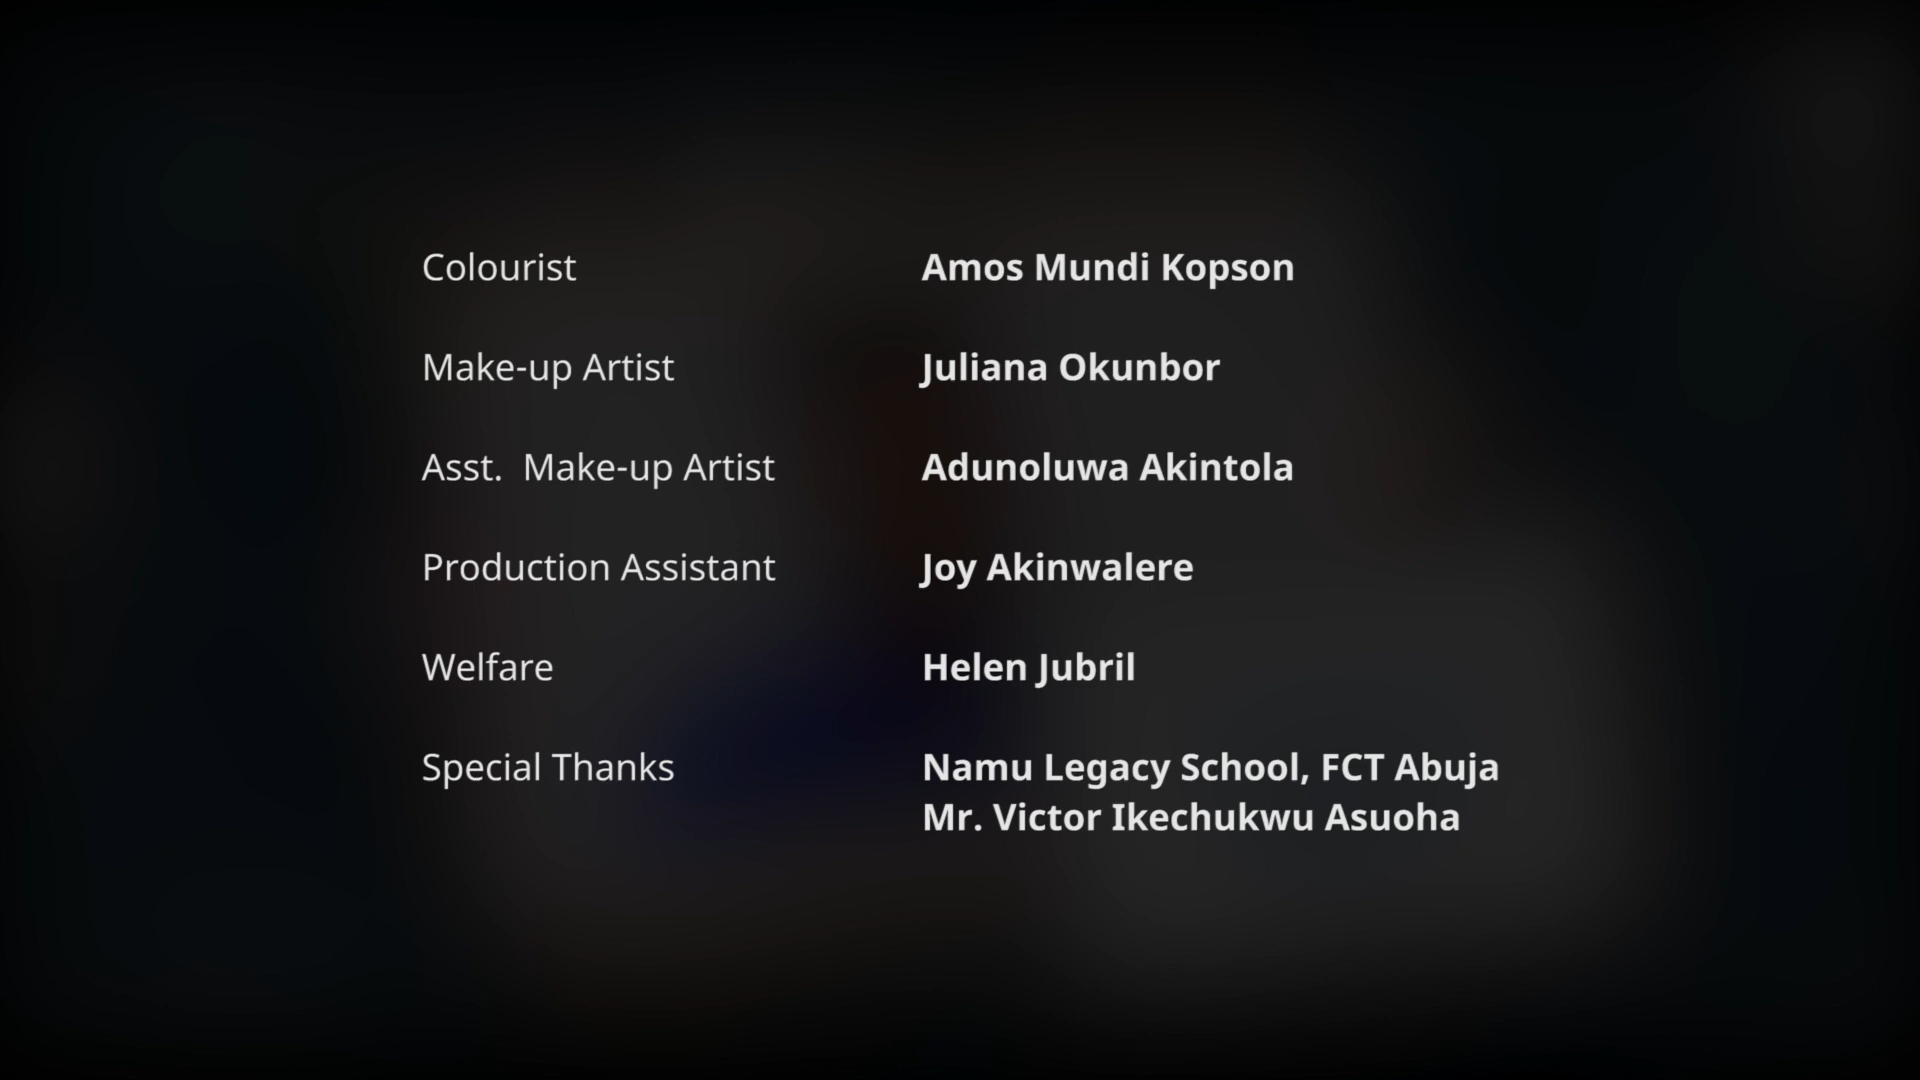 Colourist Amos Mundi Kopson
Make-up Artist Juliana Okunbor
Asst.  Make-up Artist Adunoluwa Akintola
Production Assistant Joy Akinwalere
Welfare Helen Jubril
Special Thanks Namu Legacy School, FCT Abuja
Mr. Victor Ikechukwu Asuoha